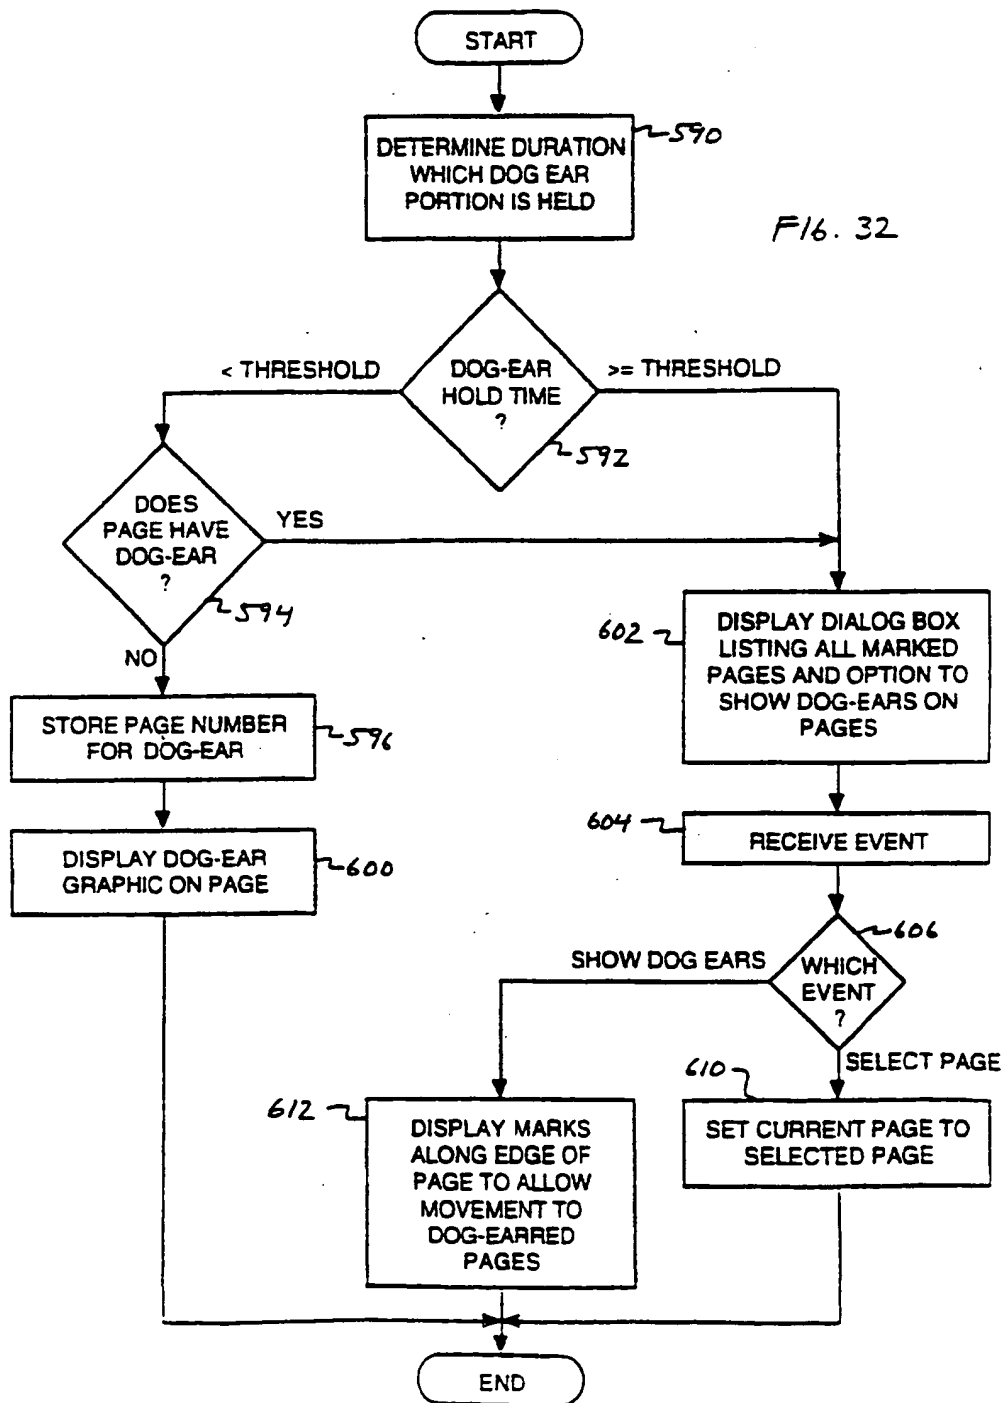 START
DETERMINE DURATION
WHICH DOG EAR
PORTION IS HELD
590
FIG. 32
DOG-EAR
HOLD TIME
?
592
< THRESHOLD
>= THRESHOLD
DOES
PAGE HAVE
DOG-EAR
?
594
YES
NO
STORE PAGE NUMBER
FOR DOG-EAR
596
DISPLAY DOG-EAR
GRAPHIC ON PAGE
600
602
DISPLAY DIALOG BOX
LISTING ALL MARKED
PAGES AND OPTION TO
SHOW DOG-EARS ON
PAGES
604
RECEIVE EVENT
606
WHICH
EVENT
?
SHOW DOG EARS
SELECT PAGE
610
SET CURRENT PAGE TO
SELECTED PAGE
612
DISPLAY MARKS
ALONG EDGE OF
PAGE TO ALLOW
MOVEMENT TO
DOG-EARRED
PAGES
END